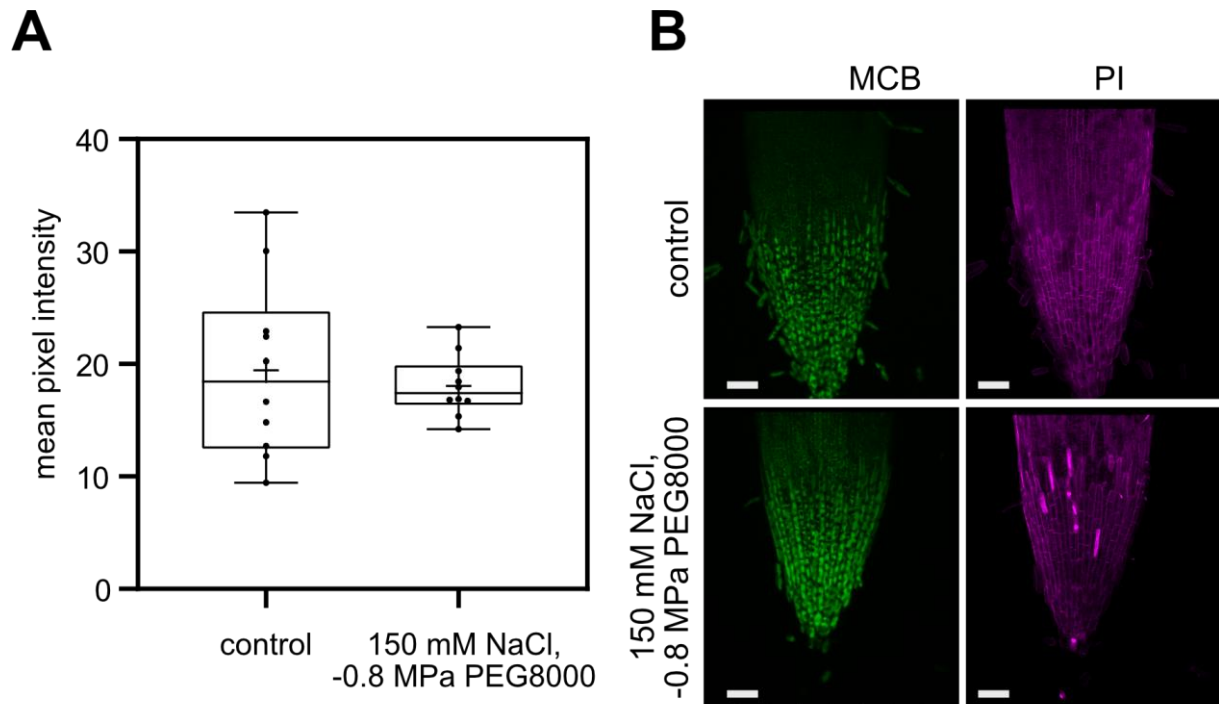 A
mean pixel intensity
40
30
20
10
0
control
150 mM NaCl,
-0.8 MPa PEG8000
B
MCB
PI
control
150 mM NaCl,
-0.8 MPa PEG8000